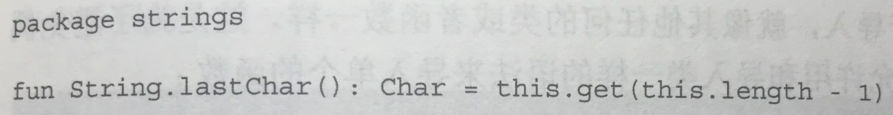 package strings
fun String.lastChar(): Char = this.get(this.length - 1)